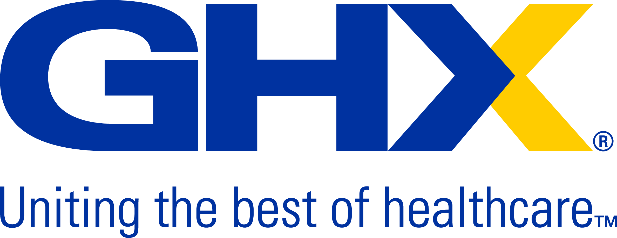 GHX®
Uniting the best of healthcare™